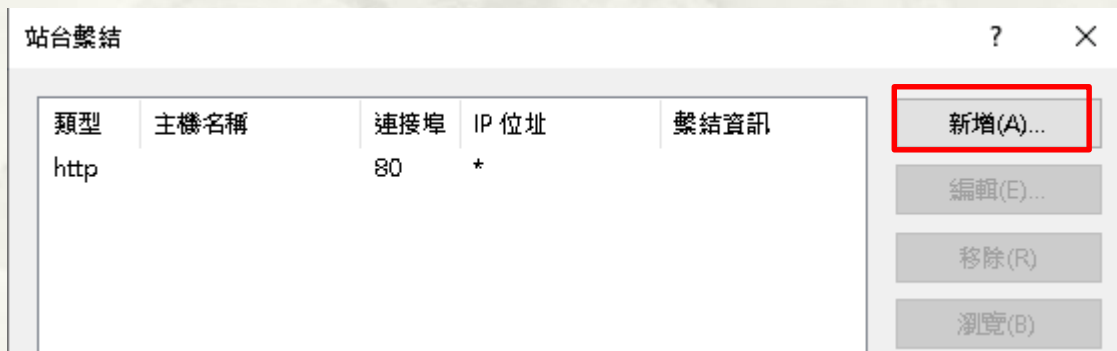 站台繫結 ?
類型 主機名稱 連接埠 IP 位址 繫結資訊
http 80 *
新增(A)...
編輯(E)...
移除(R)
瀏覽(B)